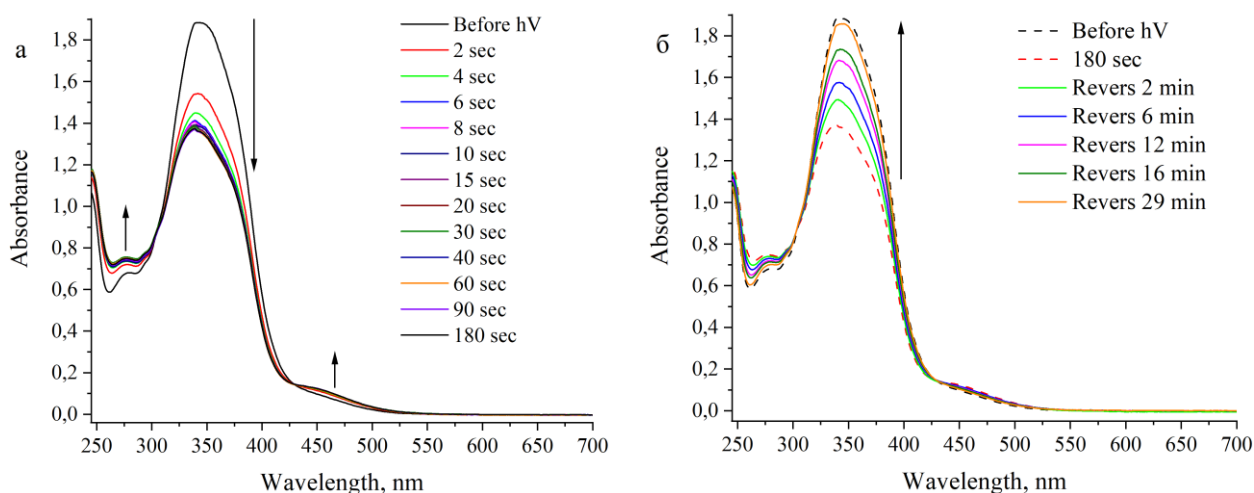 а
1,8
1,6
1,4
1,2
1,0
0,8
0,6
0,4
0,2
0,0
Absorbance
250 300 350 400 450 500 550 600 650 700
Wavelength, nm
Before hV
2 sec
4 sec
6 sec
8 sec
10 sec
15 sec
20 sec
30 sec
40 sec
60 sec
90 sec
180 sec
б
1,8
1,6
1,4
1,2
1,0
0,8
0,6
0,4
0,2
0,0
Absorbance
250 300 350 400 450 500 550 600 650 700
Wavelength, nm
Before hV
180 sec
Revers 2 min
Revers 6 min
Revers 12 min
Revers 16 min
Revers 29 min